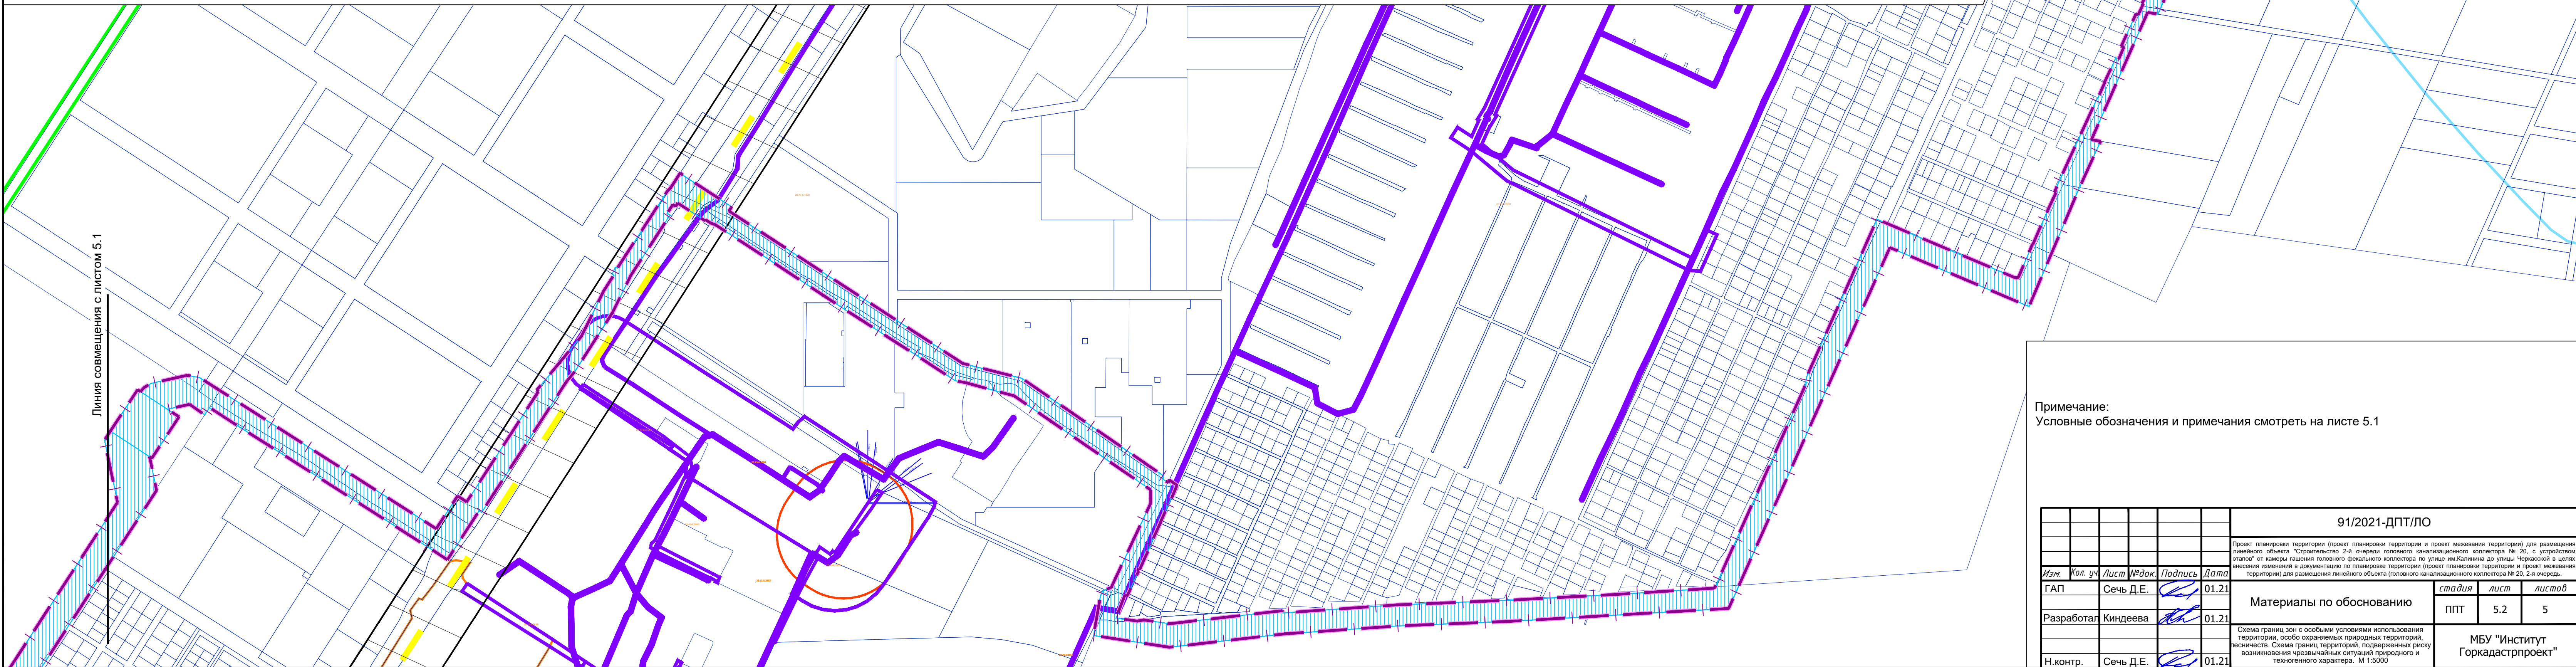 Линия совмещения с листом 5.1
Примечание:
Условные обозначения и примечания смотреть на листе 5.1
91/2021-ДПТ/ЛО
Проект планировки территории (проект планировки территории и проект межевания территории) для размещения
линейного объекта "Строительство 2-й очереди головного канализационного коллектора № 20, с устройством
этапов" от камеры гашения головного фекального коллектора по улице им.Калинина до улицы Черкасской в целях
внесения изменений в документацию по планировке территории (проект планировки территории и проект межевания
территории) для размещения линейного объекта (головного канализационного коллектора № 20, 2-я очередь.
Изм. Кол. уч Лист №док. Подпись Дата
ГАП Сечь Д.Е. 01.21
Разработал Киндеева 01.21
Н.контр. Сечь Д.Е. 01.21
Материалы по обоснованию
стадия лист листов
ППТ 5.2 5
Схема границ зон с особыми условиями использования
территории, особо охраняемых природных территорий,
лесничеств. Схема границ территорий, подверженных риску
возникновения чрезвычайных ситуаций природного и
техногенного характера. М 1:5000
МБУ "Институт
Горкадастрпроект"